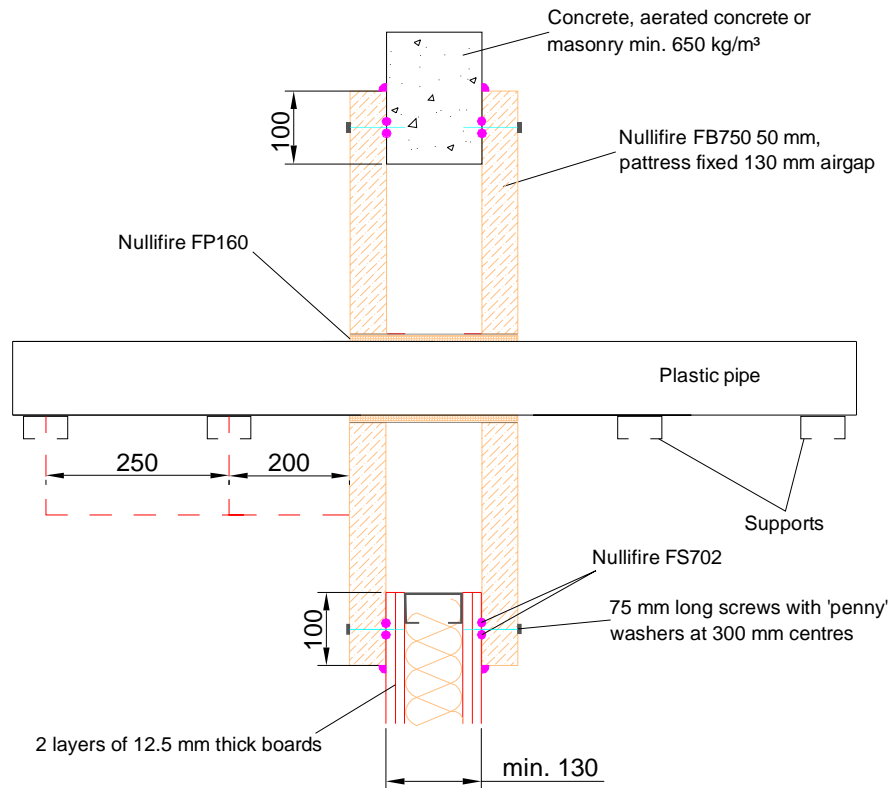 Concrete, aerated concrete or
masonry min. 650 kg/m³
100
Nullifire FB750 50 mm,
pattress fixed 130 mm airgap
Nullifire FP160
Plastic pipe
250
200
Supports
Nullifire FS702
100
75 mm long screws with 'penny'
washers at 300 mm centres
2 layers of 12.5 mm thick boards
min. 130